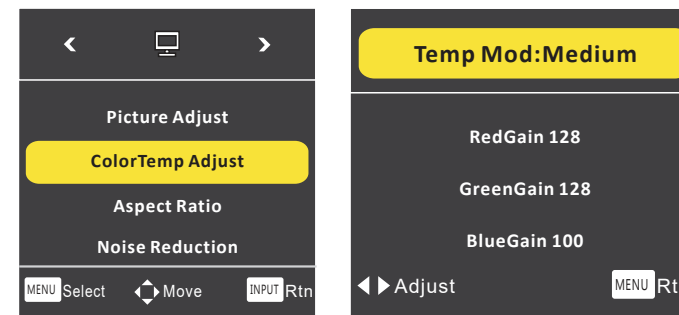 Picture Adjust
ColorTemp Adjust
Aspect Ratio
Noise Reduction
MENU Select Move INPUT Rtn
Temp Mod:Medium
RedGain 128
GreenGain 128
BlueGain 100
Adjust MENU Rt